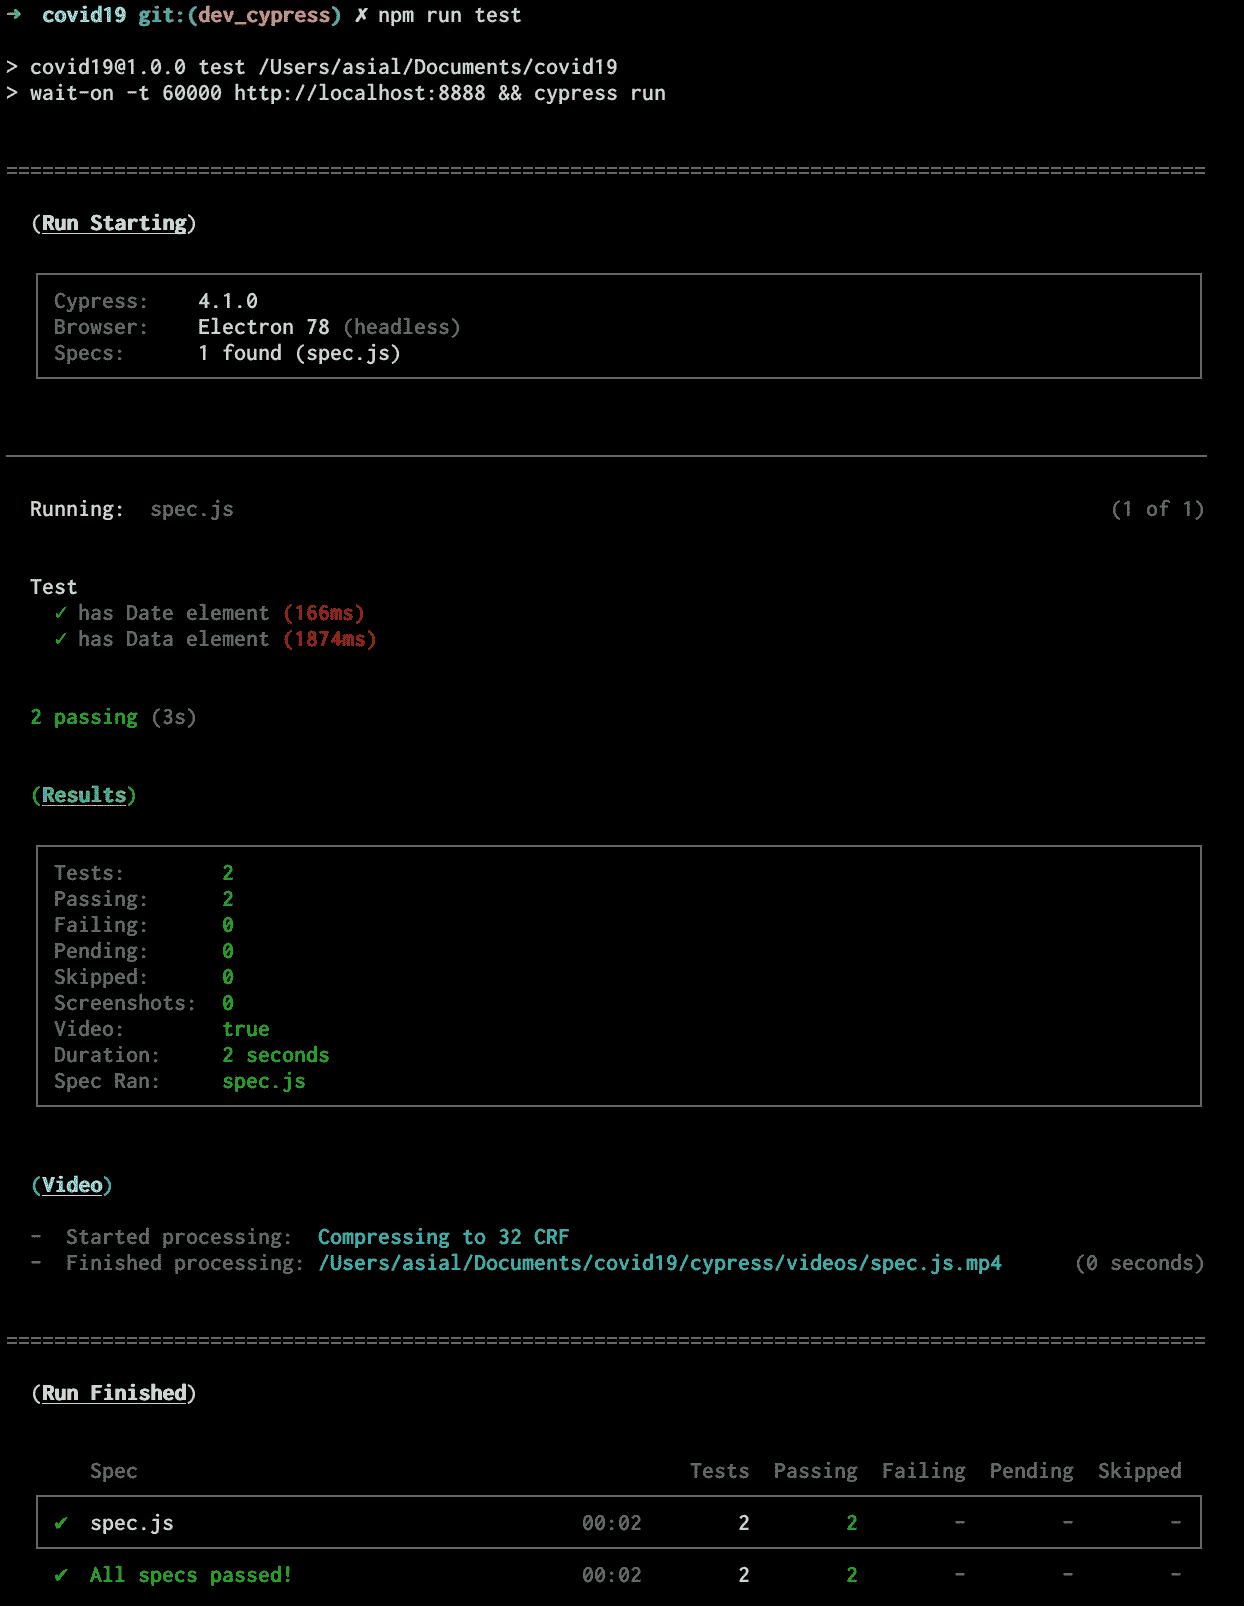 ➜  covid19 git:(dev_cypress) ✗ npm run test
> covid19@1.0.0 test /Users/asial/Documents/covid19
> wait-on -t 60000 http://localhost:8888 && cypress run
====================================================================================================
(Run Starting)
Cypress:    4.1.0
Browser:    Electron 78 (headless)
Specs:      1 found (spec.js)
Running:  spec.js (1 of 1)
Test
✓ has Date element (166ms)
✓ has Data element (1874ms)
2 passing (3s)
(Results)
Tests:        2
Passing:      2
Failing:      0
Pending:      0
Skipped:      0
Screenshots:  0
Video:        true
Duration:     2 seconds
Spec Ran:     spec.js
(Video)
-  Started processing:  Compressing to 32 CRF
-  Finished processing: /Users/asial/Documents/covid19/cypress/videos/spec.js.mp4 (0 seconds)
====================================================================================================
(Run Finished)
Spec Tests  Passing  Failing  Pending  Skipped
✔  spec.js 00:02 2 2 - - -
✔  All specs passed! 00:02 2 2 - - -